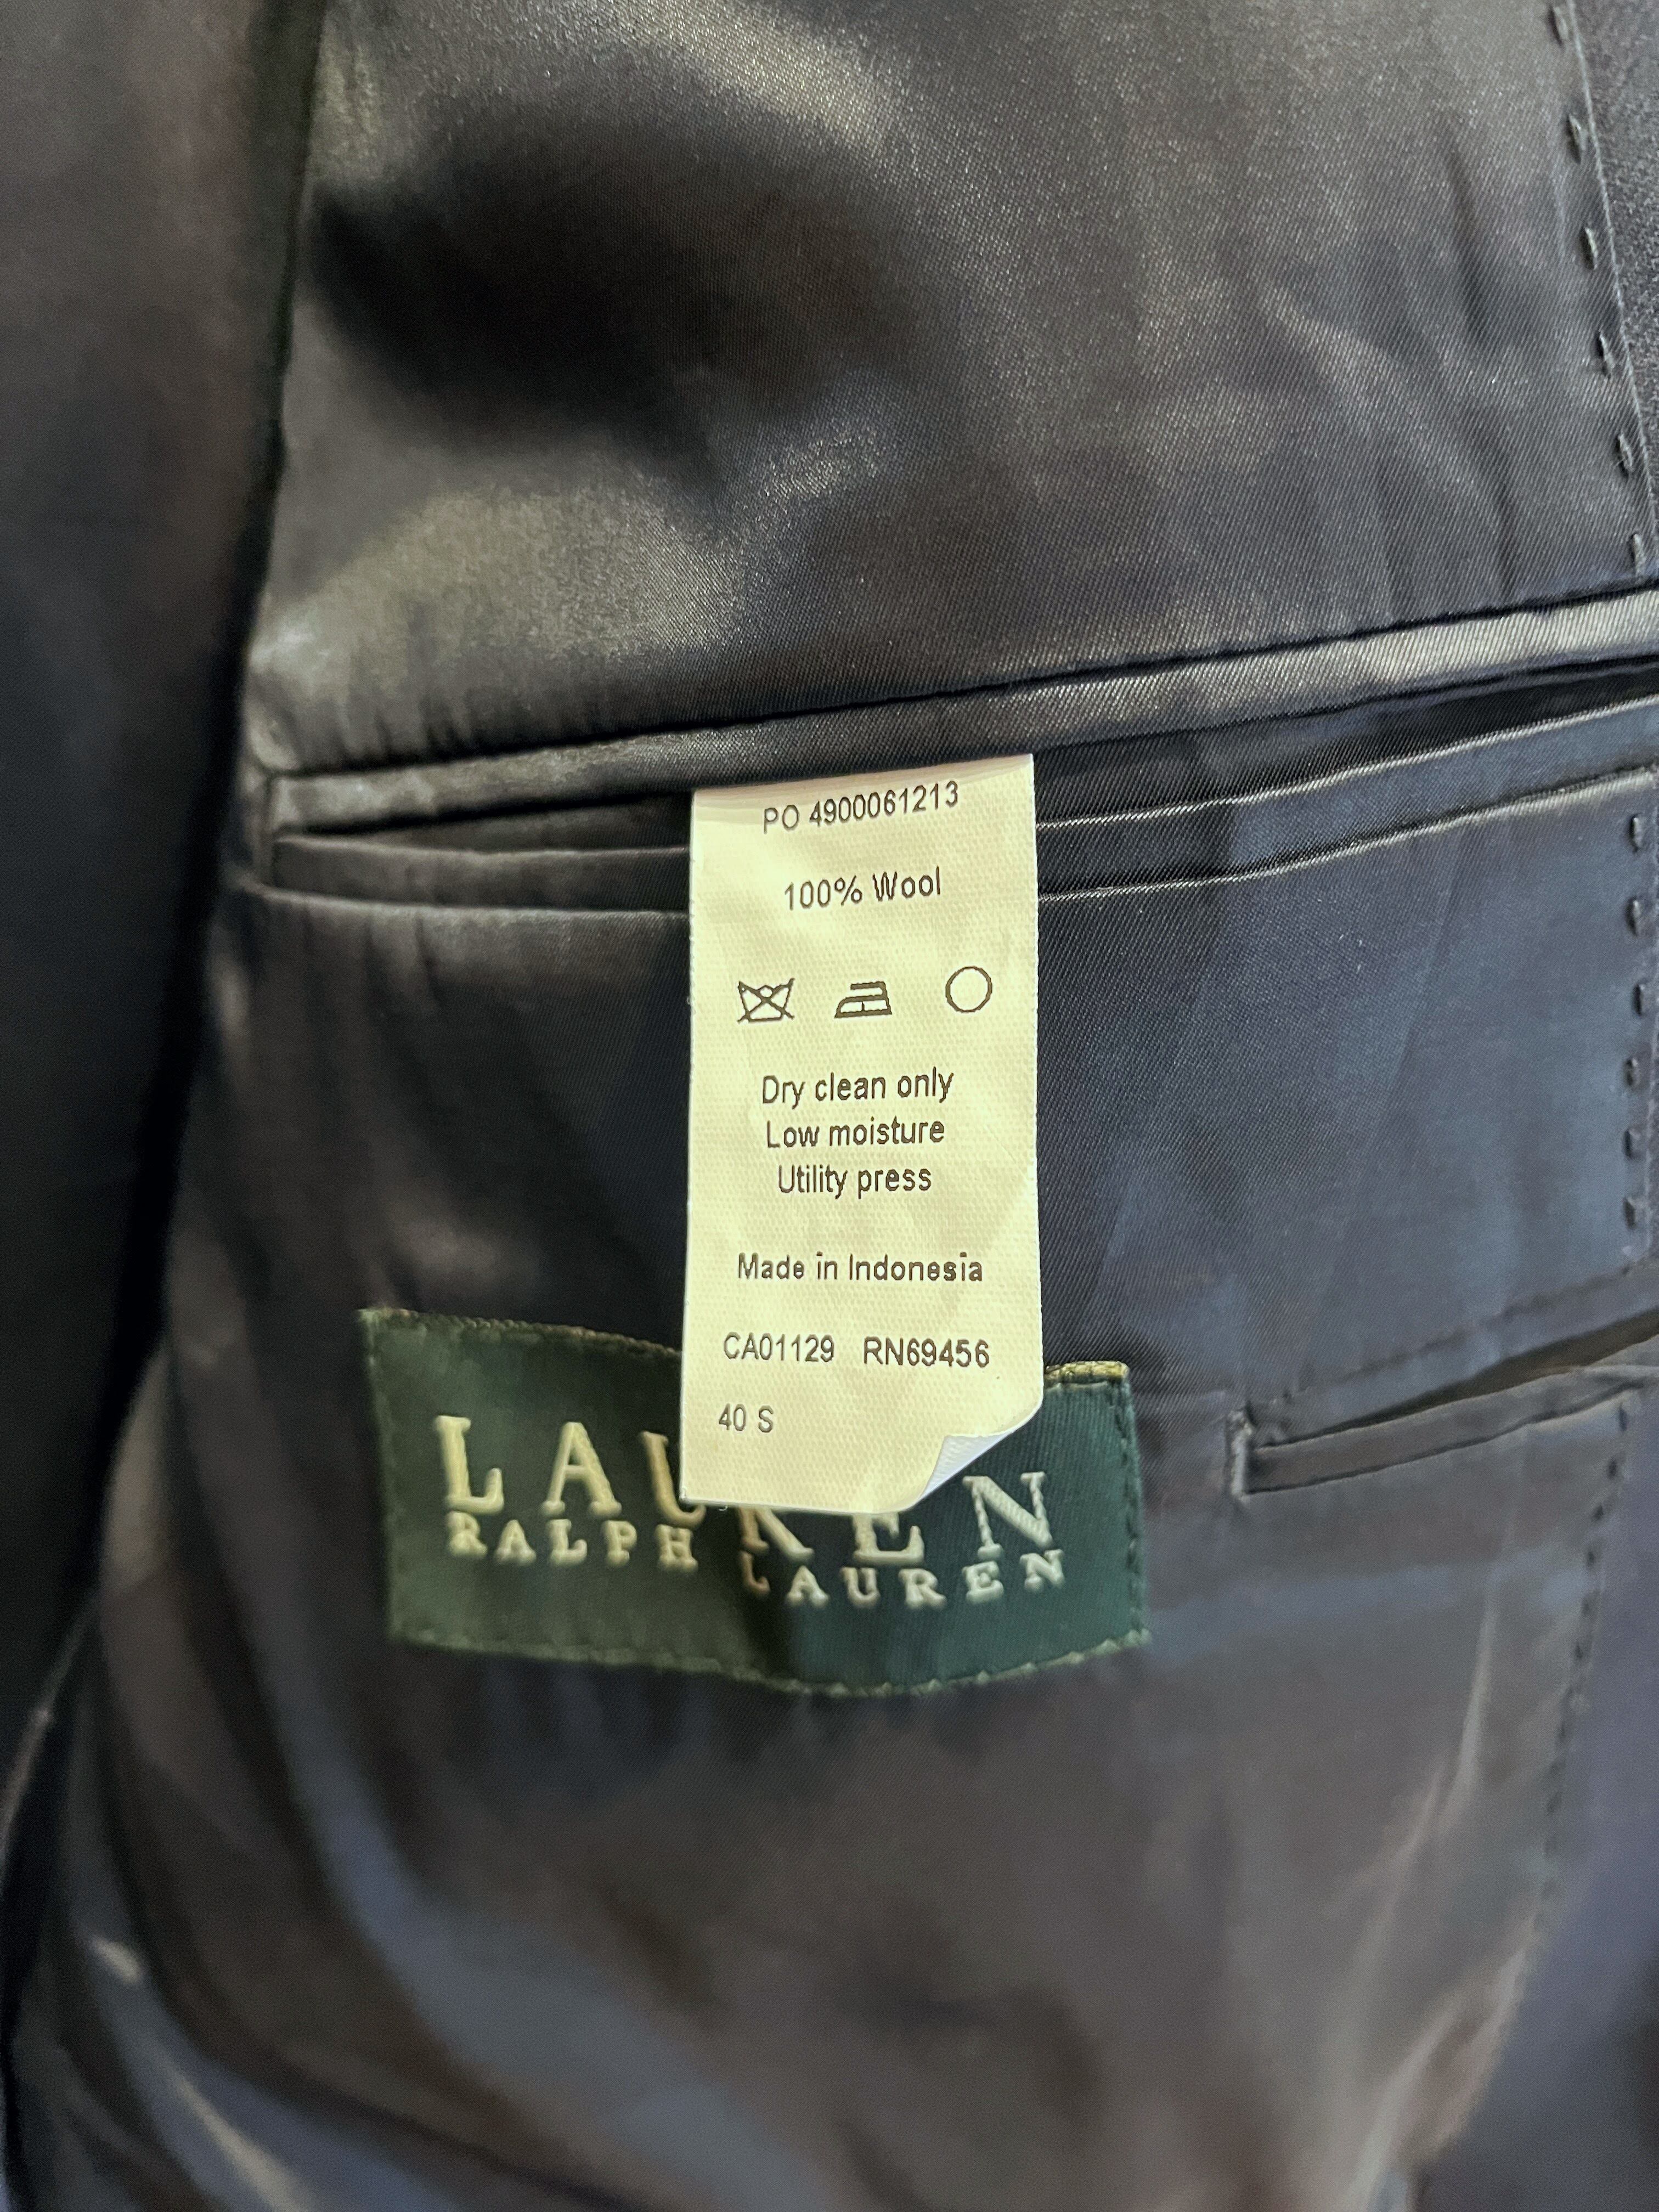 PO 4900061213
100% Wool
Dry clean only
Low moisture
Utility press
Made in Indonesia
CA01129 RN69456
40 S
LAUREN
RALPH LAUREN